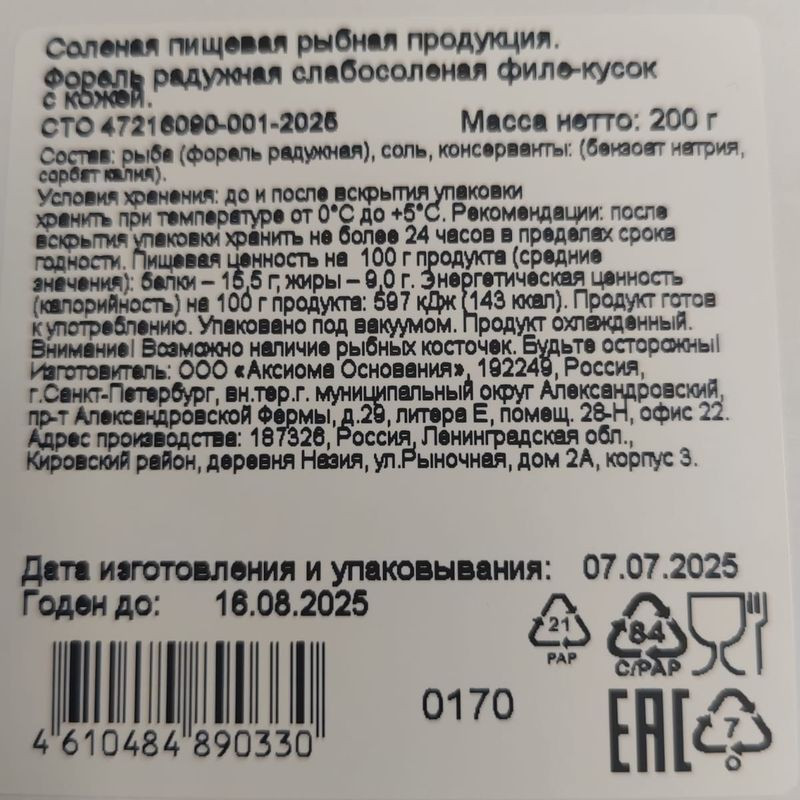 Соленая пищевая рыбная продукция.
Форель радужная слабосоленая филе-кусок
с кожей.
СТО 47216090-001-2025 Масса нетто: 200 г
Состав: рыба (форель радужная), соль, консерванты: (бензоат натрия,
сорбат калия).
Условия хранения: до и после вскрытия упаковки
хранить при температуре от 0°С до +5°С. Рекомендации: после
вскрытия упаковки хранить не более 24 часов в пределах срока
годности. Пищевая ценность на 100 г продукта (средние
значения): белки – 15,5 г, жиры – 9,0 г. Энергетическая ценность
(калорийность) на 100 г продукта: 597 кДж (143 ккал). Продукт готов
к употреблению. Упаковано под вакуумом. Продукт охлажденный.
Внимание! Возможно наличие рыбных косточек. Будьте осторожны!
Изготовитель: ООО «Аксиома Основания», 192249, Россия,
г.Санкт-Петербург, вн.тер.г. муниципальный округ Александровский,
пр-т Александровской Фермы, д.29, литера Е, помещ. 28-Н, офис 22.
Адрес производства: 187326, Россия, Ленинградская обл.,
Кировский район, деревня Назия, ул.Рыночная, дом 2А, корпус 3.
Дата изготовления и упаковывания: 07.07.2025
Годен до: 16.08.2025
21
PAP
84
C/PAP
0170
EAC
7
O
4 610484 890330